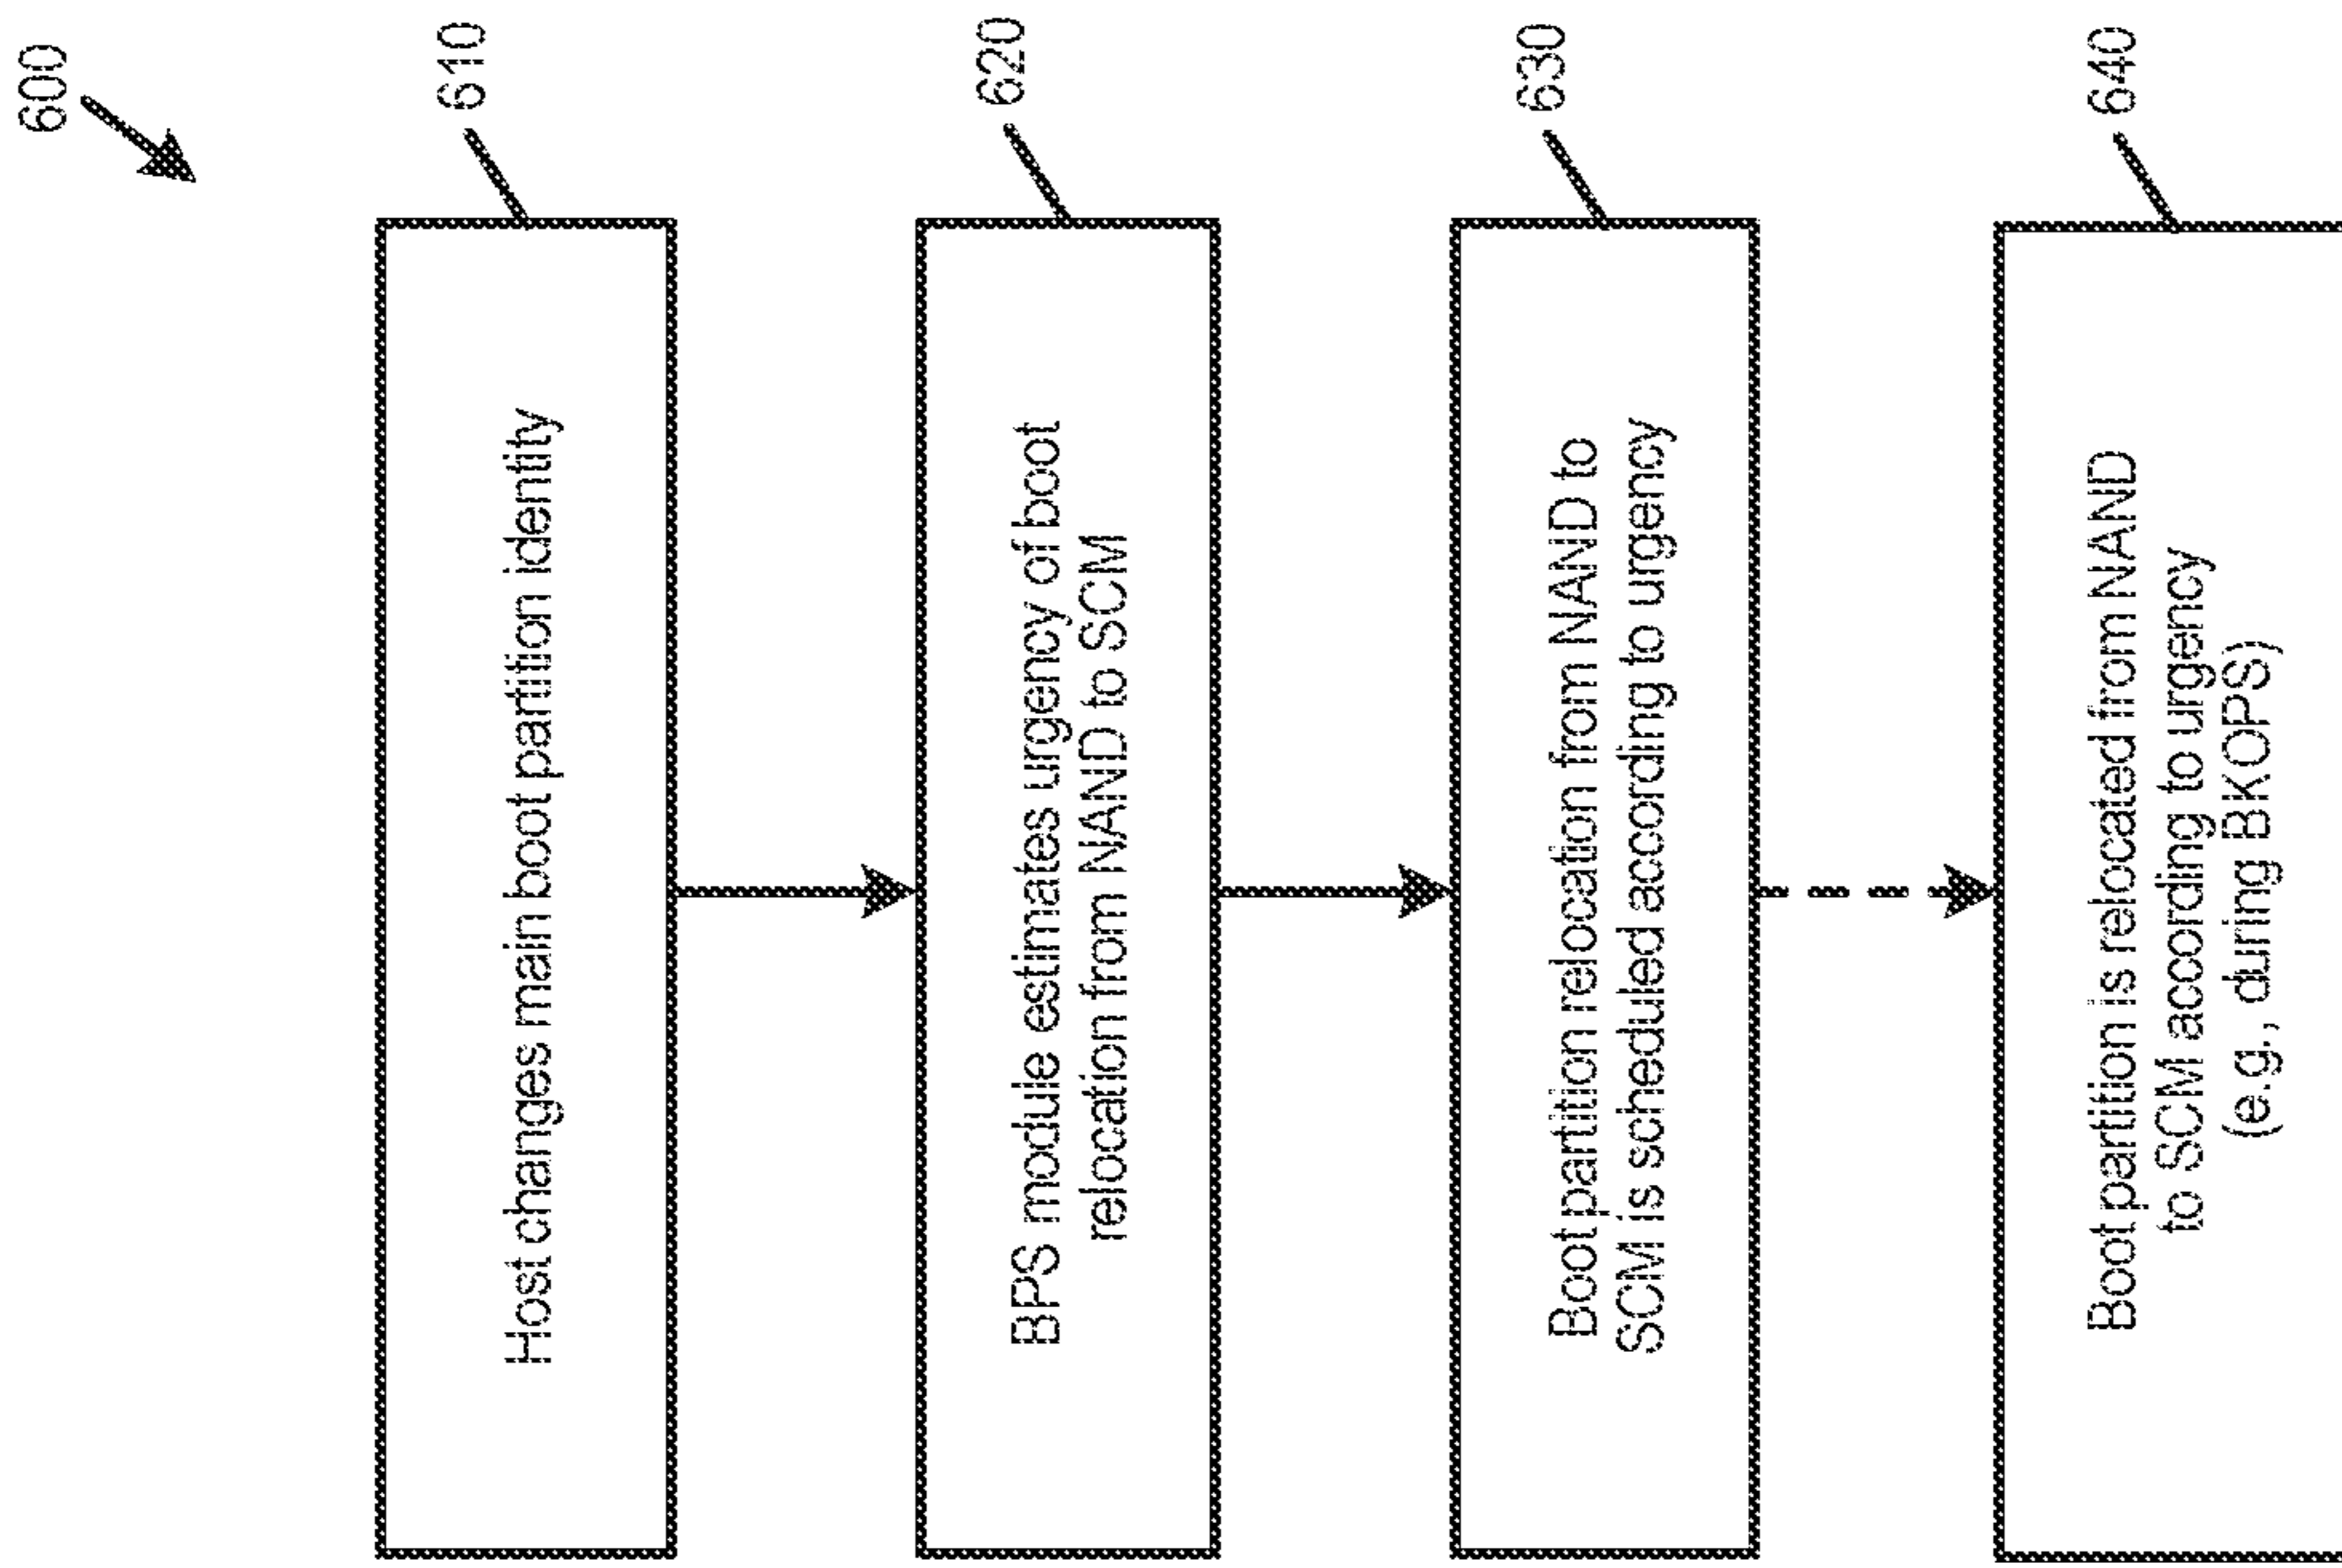 600
610
Host changes main boot partition identity
620
BPS module estimates urgency of boot
relocation from NAND to SCM
630
Boot partition relocation from NAND to
SCM is scheduled according to urgency
640
Boot partition is relocated from NAND
to SCM according to urgency
(e.g., during BKOPS)